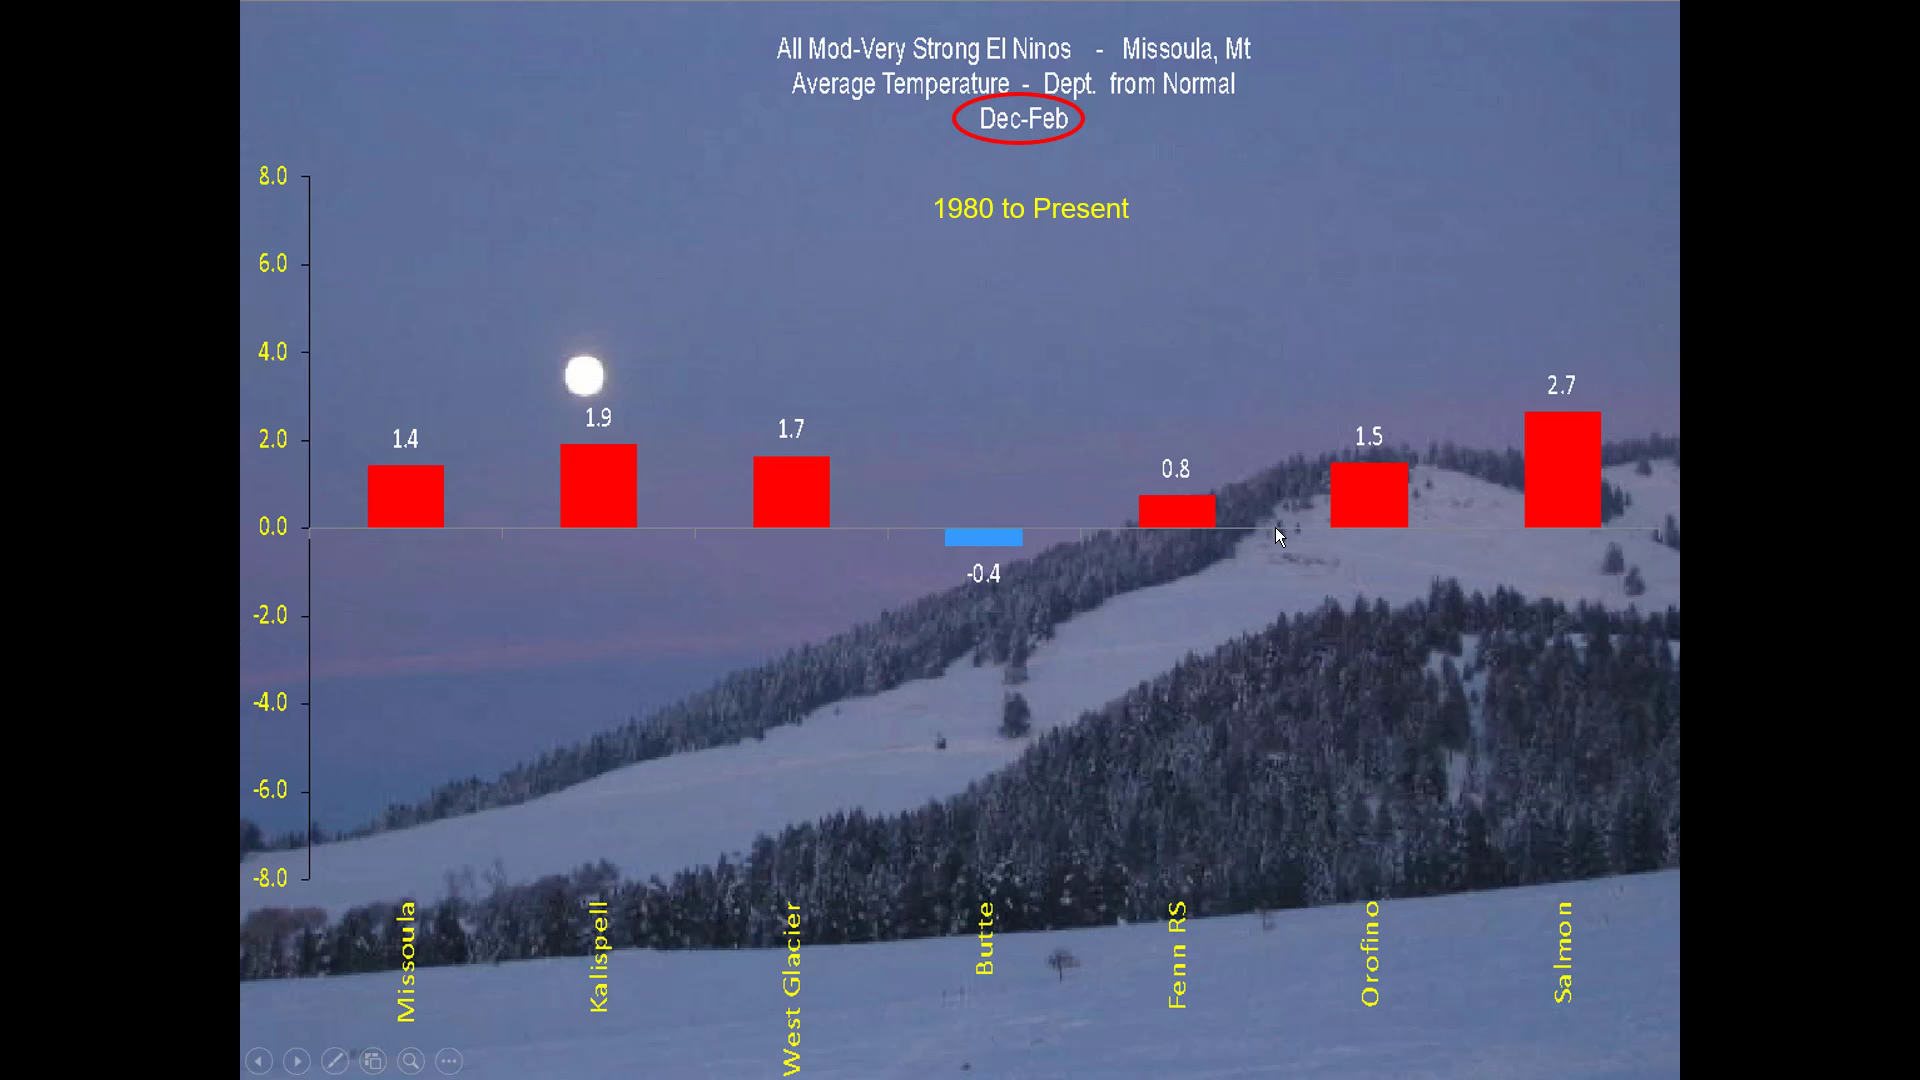 All Mod-Very Strong El Ninos - Missoula, Mt
Average Temperature - Dept. from Normal
Dec-Feb
1980 to Present
8.0
6.0
4.0
2.0
0.0
-2.0
-4.0
-6.0
-8.0
1.4
1.9
1.7
-0.4
0.8
1.5
2.7
Missoula
Kalispell
West Glacier
Butte
Fenn RS
Orofino
Salmon